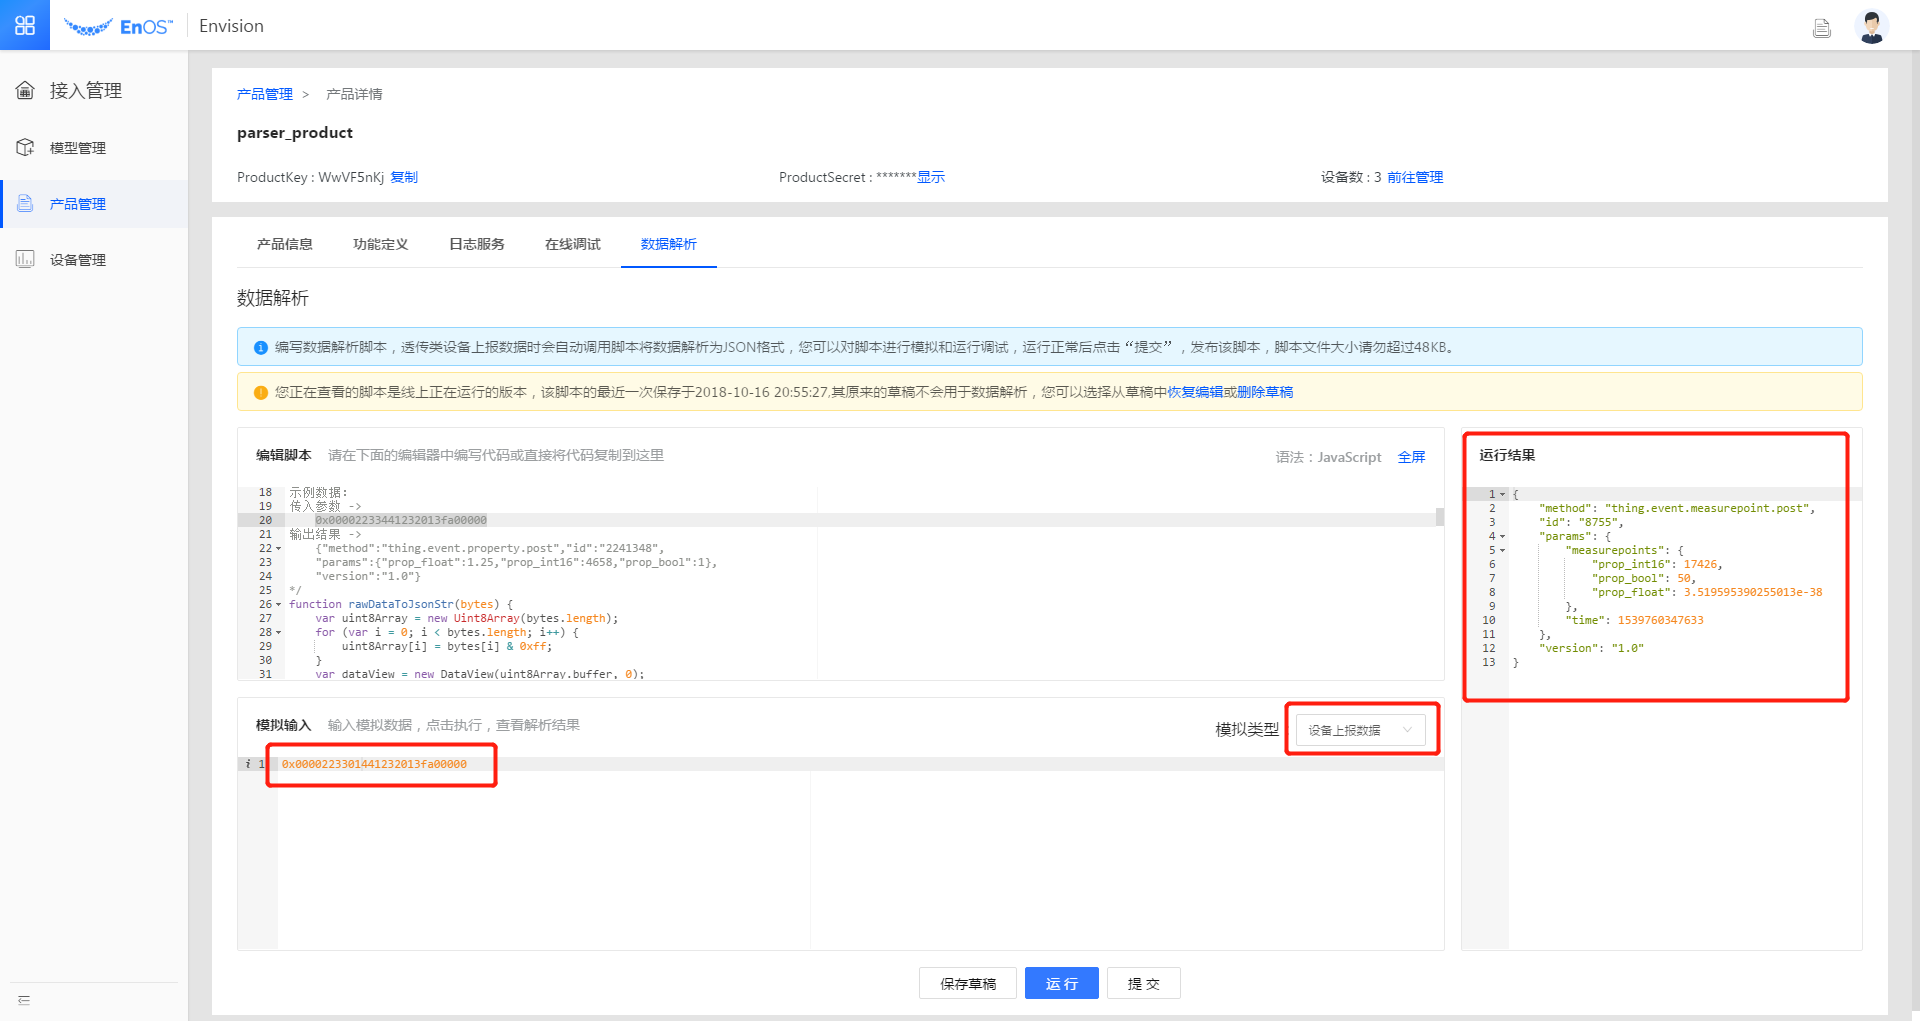 EnOS™ Envision
接入管理
模型管理
产品管理
设备管理
产品管理 > 产品详情
parser_product
ProductKey : WwVF5nKj 复制
ProductSecret : *******显示
设备数 : 3 前往管理
产品信息 功能定义 日志服务 在线调试 数据解析
数据解析
编写数据解析脚本，透传类设备上报数据时会自动调用脚本将数据解析为JSON格式，您可以对脚本进行模拟和运行调试，运行正常后点击“提交”，发布该脚本，脚本文件大小请勿超过48KB。
您正在查看的脚本是线上正在运行的版本，该脚本的最近一次保存于2018-10-16 20:55:27,其原来的草稿不会用于数据解析，您可以选择从草稿中恢复编辑或删除草稿
编辑脚本 请在下面的编辑器中编写代码或直接将代码复制到这里 语法：JavaScript 全屏
18 示例数据:
19 传入参数 ->
20 0x00002233441232013fa00000
21 输出结果 ->
22 {"method":"thing.event.property.post","id":"2241348",
23 "params":{"prop_float":1.25,"prop_int16":4658,"prop_bool":1},
24 "version":"1.0"}
25 */
26 function rawDataToJsonStr(bytes) {
27 var uint8Array = new Uint8Array(bytes.length);
28 for (var i = 0; i < bytes.length; i++) {
29 uint8Array[i] = bytes[i] & 0xff;
30 }
31 var dataView = new DataView(uint8Array.buffer, 0);
模拟输入 输入模拟数据，点击执行，查看解析结果 模拟类型 设备上报数据
i 1 0x0000223301441232013fa00000
运行结果
1 {
2 "method": "thing.event.measurepoint.post",
3 "id": "8755",
4 "params": {
5 "measurepoints": {
6 "prop_int16": 17426,
7 "prop_bool": 50,
8 "prop_float": 3.519595390255013e-38
9 },
10 "time": 1539760347633
11 },
12 "version": "1.0"
13 }
保存草稿 运行 提交